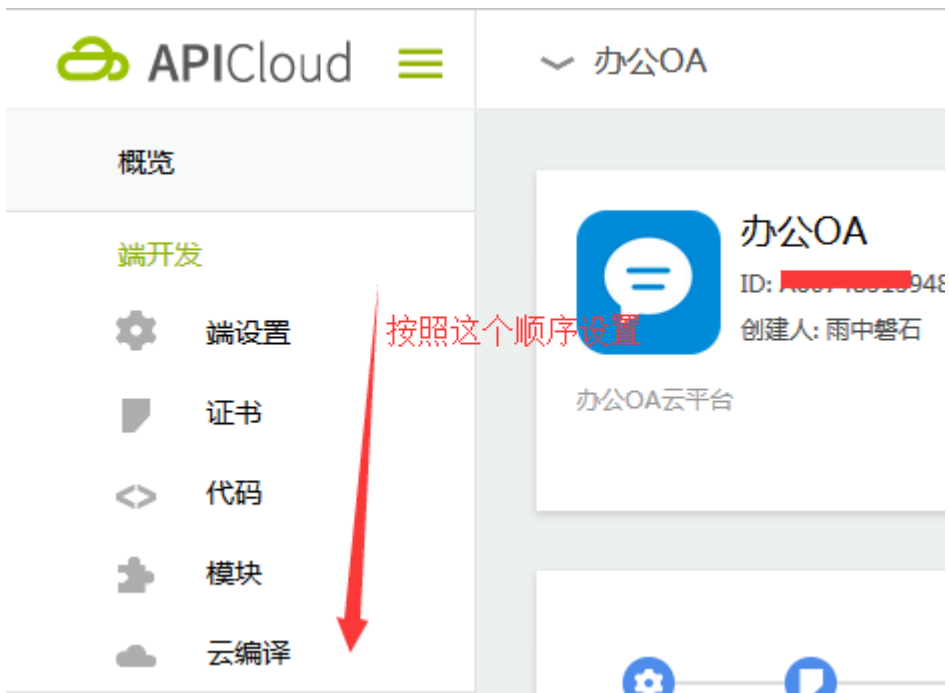 APICloud
办公OA
概览
端开发
端设置
证书
代码
模块
云编译
按照这个顺序设置
办公OA
ID: 948
创建人: 雨中磐石
办公OA云平台